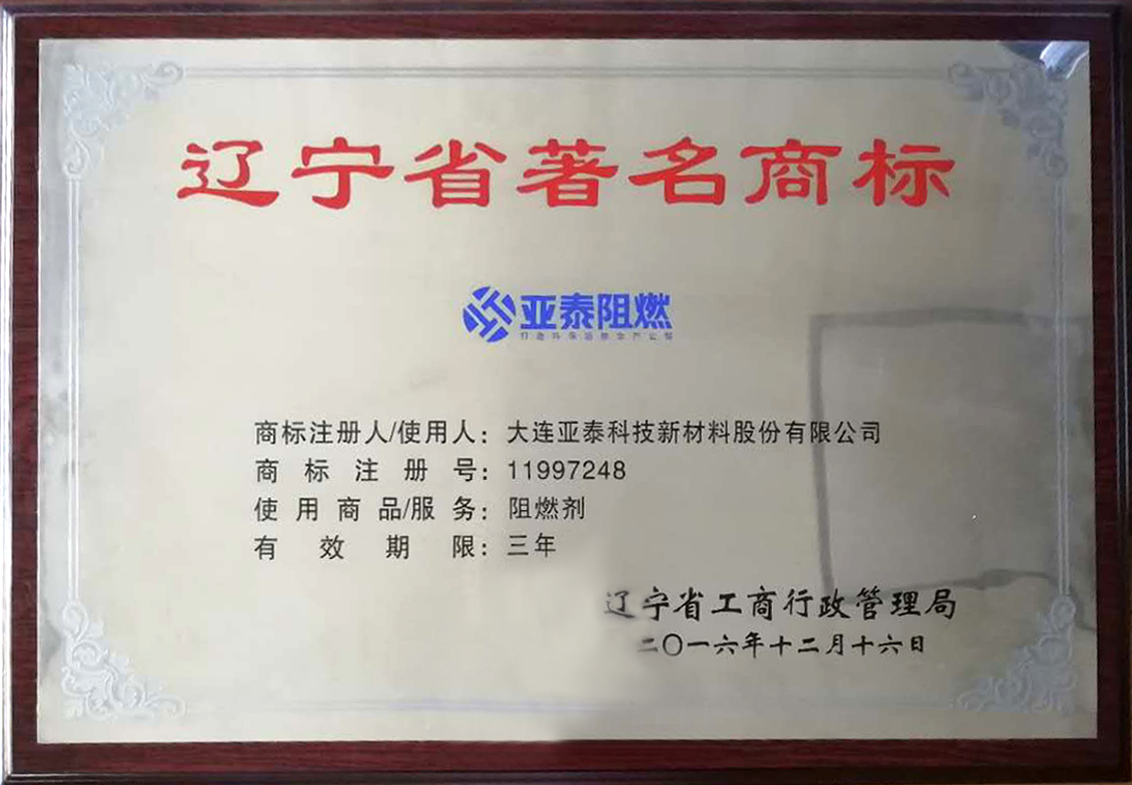 辽宁省著名商标
亚泰阻燃
商标注册人/使用人：大连亚泰科技新材料股份有限公司
商标注册号：11997248
使用商品/服务：阻燃剂
有效期限：三年
辽宁省工商行政管理局
二〇一六年十二月十六日